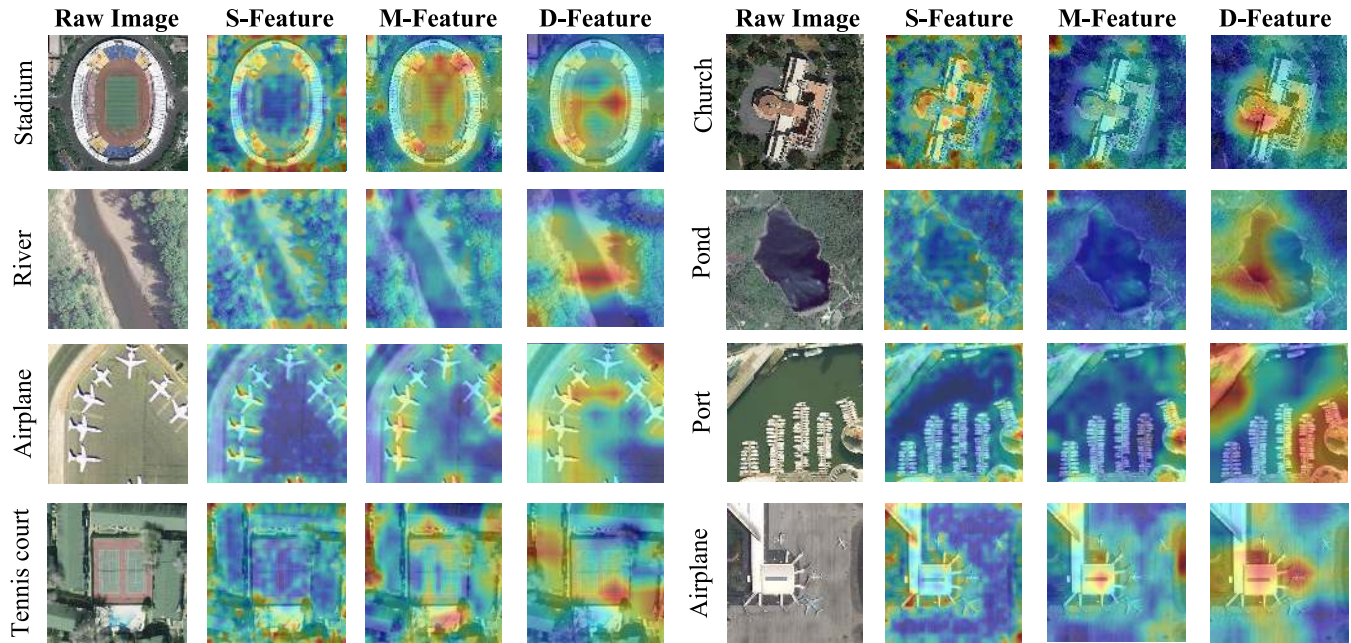 Raw Image S-Feature M-Feature D-Feature Raw Image S-Feature M-Feature D-Feature
Stadium Church
River Pond
Airplane Port
Tennis court Airplane